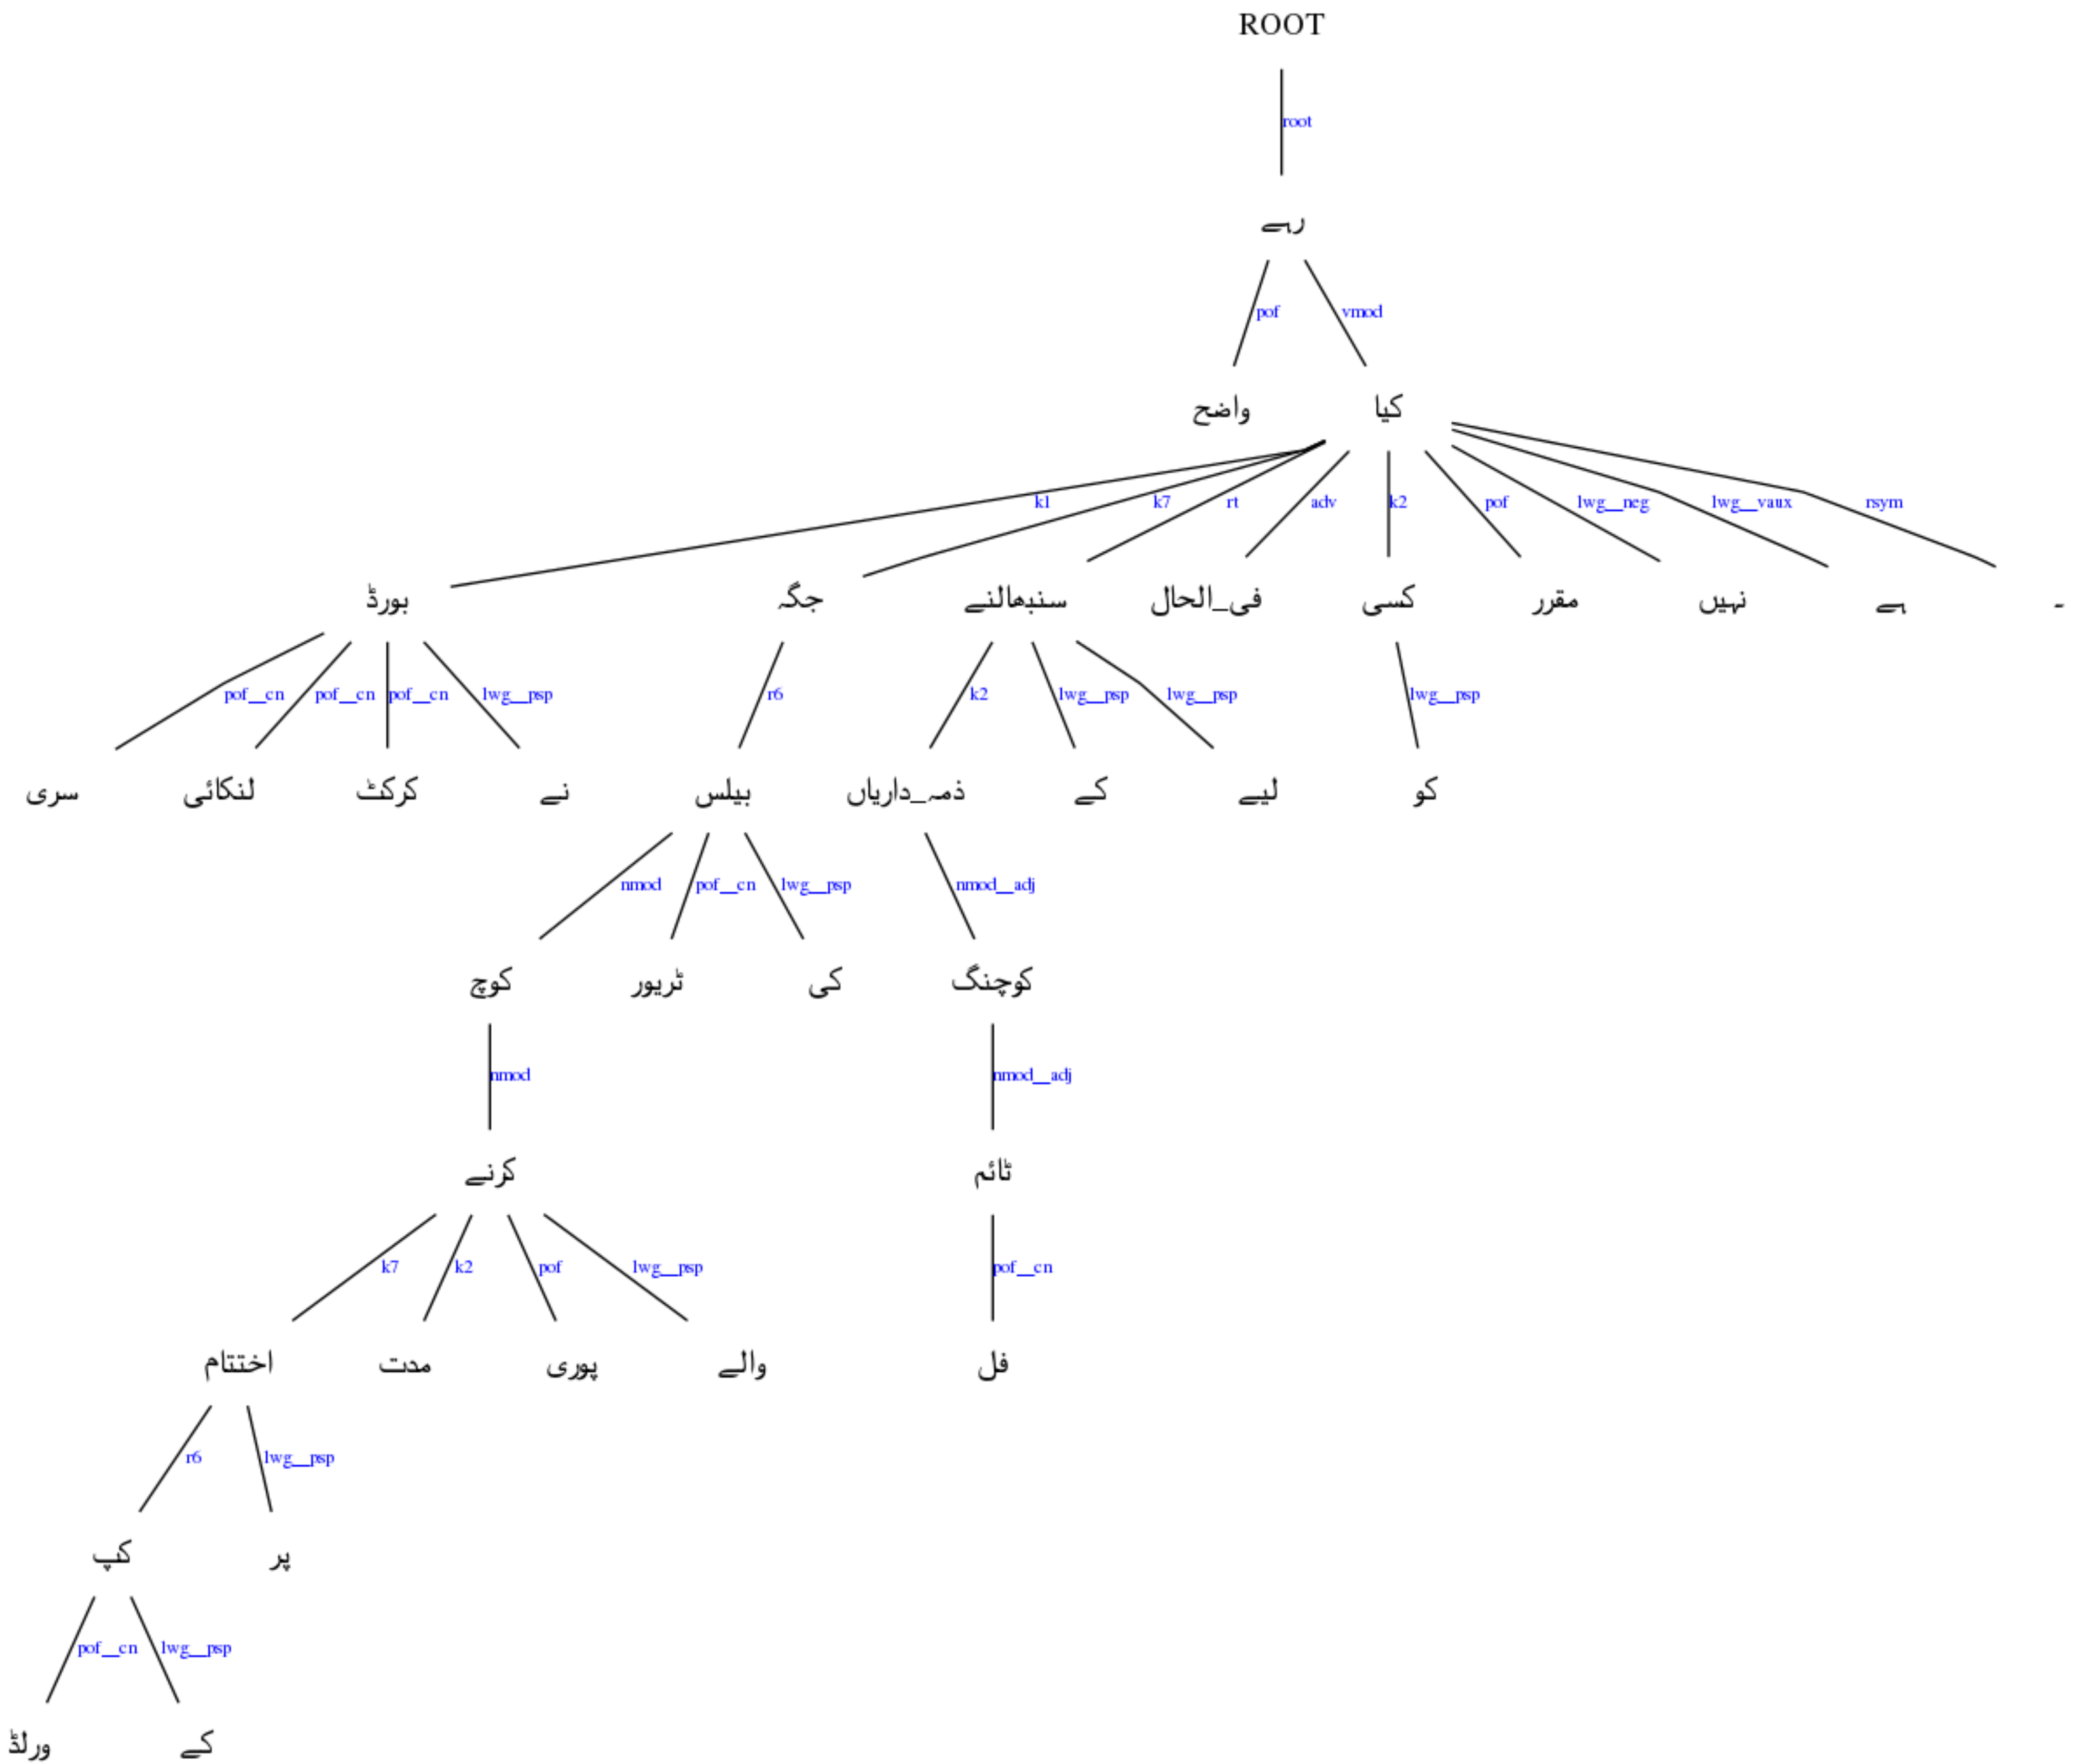 ROOT
root
رہے
pof vmod
واضح کیا
k1 k7 rt adv k2 pof lwg__neg lwg__vaux rsym
بورڈ جگہ سنبھالنے فی_الحال کسی مقرر نہیں ہے ۔
pof__cn pof__cn pof__cn lwg__psp r6 k2 lwg__psp lwg__psp lwg__psp
سری لنکائی کرکٹ نے بیلس ذمہ_داریاں کے لیے کو
nmod pof__cn lwg__psp nmod__adj
کوچ ٹریور کی کوچنگ
nmod nmod__adj
کرنے ٹائم
k7 k2 pof lwg__psp pof__cn
اختتام مدت پوری والے فل
r6 lwg__psp
کپ پر
pof__cn lwg__psp
ورلڈ کے